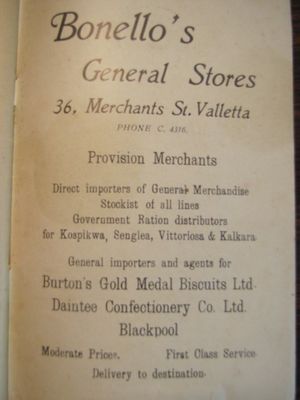 Bonello's
General Stores
36, Merchants St. Valletta
PHONE C. 4316.
Provision Merchants
Direct importers of General Merchandise
Stockist of all lines
Government Ration distributors
for Kospikwa, Senglea, Vittoriosa & Kalkara.
General importers and agents for
Burton's Gold Medal Biscuits Ltd.
Daintee Confectionery Co. Ltd.
Blackpool
Moderate Prices. First Class Service.
Delivery to destination.